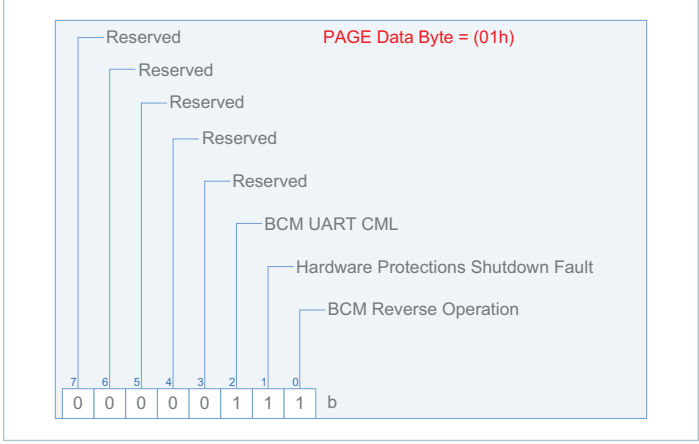 Reserved PAGE Data Byte = (01h)
Reserved
Reserved
Reserved
Reserved
BCM UART CML
Hardware Protections Shutdown Fault
BCM Reverse Operation
7 6 5 4 3 2 1 0
0 0 0 0 0 1 1 1 b